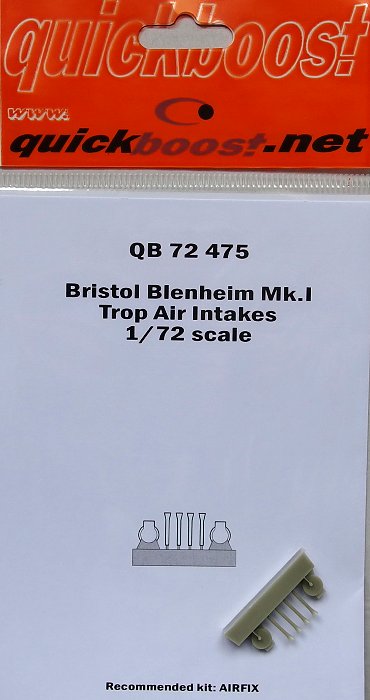 quickboost
www.
quickboost.net
QB 72 475
Bristol Blenheim Mk.I
Trop Air Intakes
1/72 scale
Recommended kit: AIRFIX